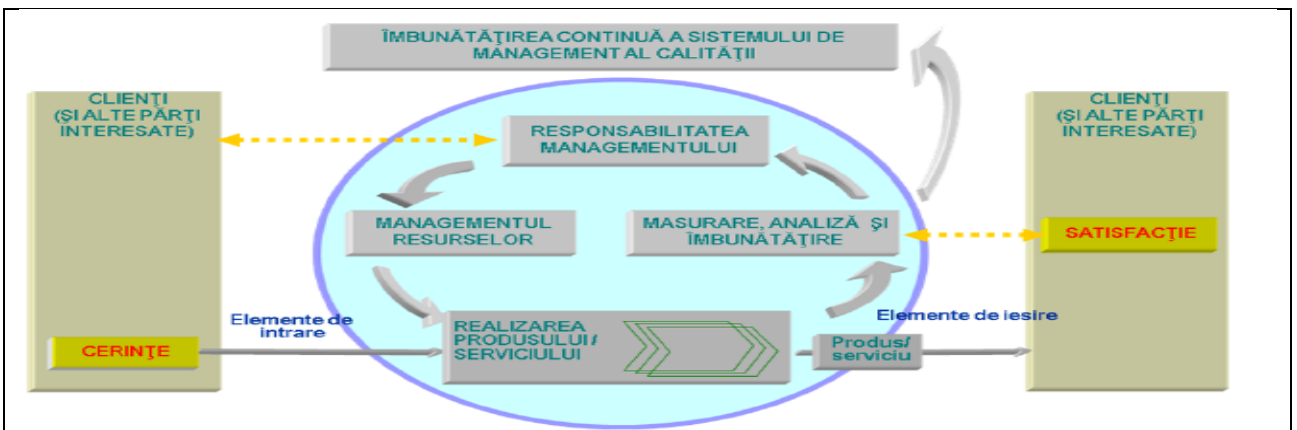 ÎMBUNĂTĂŢIREA CONTINUĂ A SISTEMULUI DE
MANAGEMENT AL CALITĂŢII
CLIENŢI
(ŞI ALTE PĂRŢI
INTERESATE)
CLIENŢI
(ŞI ALTE PĂRŢI
INTERESATE)
RESPONSABILITATEA
MANAGEMENTULUI
MANAGEMENTUL
RESURSELOR
MASURARE, ANALIZĂ ŞI
ÎMBUNĂTĂŢIRE
SATISFACŢIE
Elemente de
intrare
Elemente de iesire
CERINŢE
REALIZAREA
PRODUSULUI /
SERVICIULUI
Produs/
serviciu